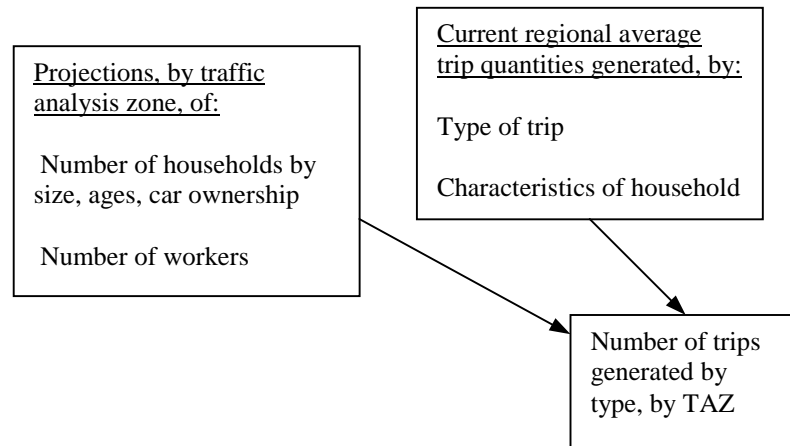 Projections, by traffic
analysis zone, of:
Number of households by
size, ages, car ownership
Number of workers
Current regional average
trip quantities generated, by:
Type of trip
Characteristics of household
Number of trips
generated by
type, by TAZ